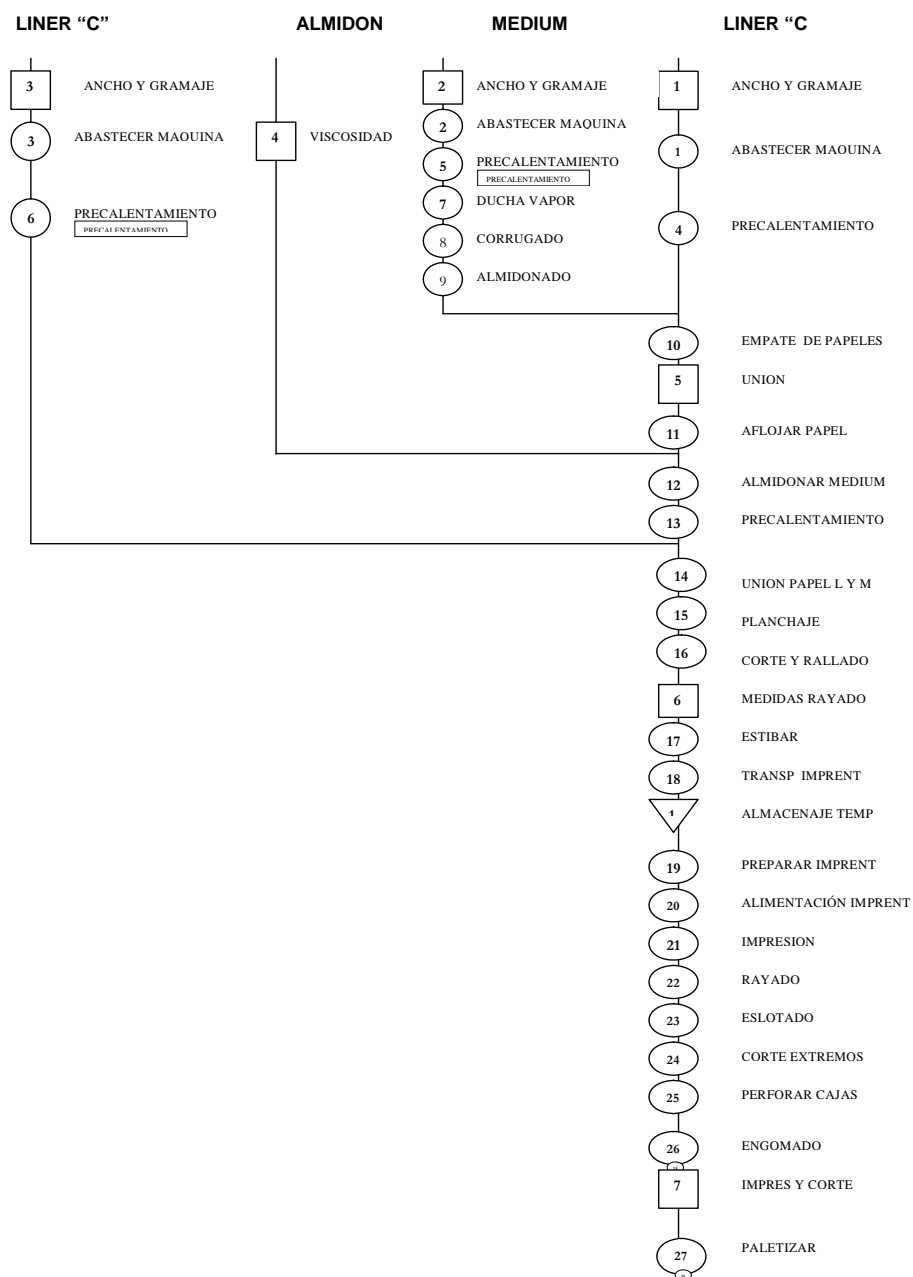 LINER “C” ALMIDON MEDIUM LINER “C
3 ANCHO Y GRAMAJE 2 ANCHO Y GRAMAJE 1 ANCHO Y GRAMAJE
2 ABASTECER MAQUINA
3 ABASTECER MAQUINA 4 VISCOSIDAD 1 ABASTECER MAQUINA
5 PRECALENTAMIENTO
PRECALENTAMIENTO
7 DUCHA VAPOR
6 PRECALENTAMIENTO
PRECALENTAMIENTO
4 PRECALENTAMIENTO
8 CORRUGADO
9 ALMIDONADO
10 EMPATE DE PAPELES
5 UNION
11 AFLOJAR PAPEL
12 ALMIDONAR MEDIUM
13 PRECALENTAMIENTO
14 UNION PAPEL L Y M
15 PLANCHAJE
16 CORTE Y RALLADO
6 MEDIDAS RAYADO
17 ESTIBAR
18 TRANSP IMPRENT
1 ALMACENAJE TEMP
19 PREPARAR IMPRENT
20 ALIMENTACIÓN IMPRENT
21 IMPRESION
22 RAYADO
23 ESLOTADO
24 CORTE EXTREMOS
25 PERFORAR CAJAS
26 ENGOMADO
7 IMPRES Y CORTE
27 PALETIZAR